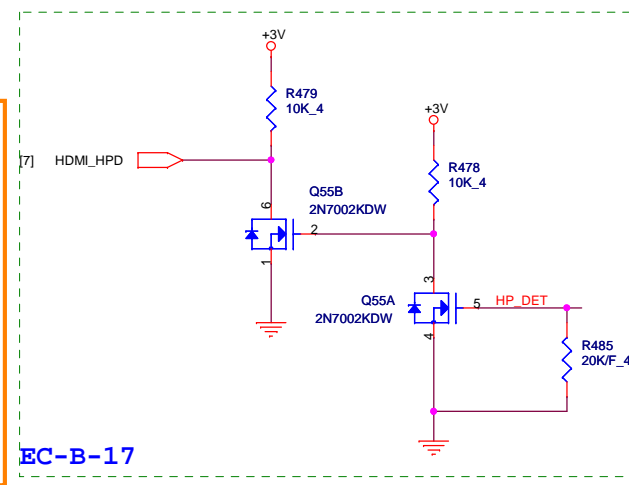 +3V
R479
10K_4
+3V
[7] HDMI_HPD
R478
10K_4
6
Q55B
2N7002KDW
2
1
3
Q55A
2N7002KDW
5 HP_DET
4
R485
20K/F_4
EC-B-17